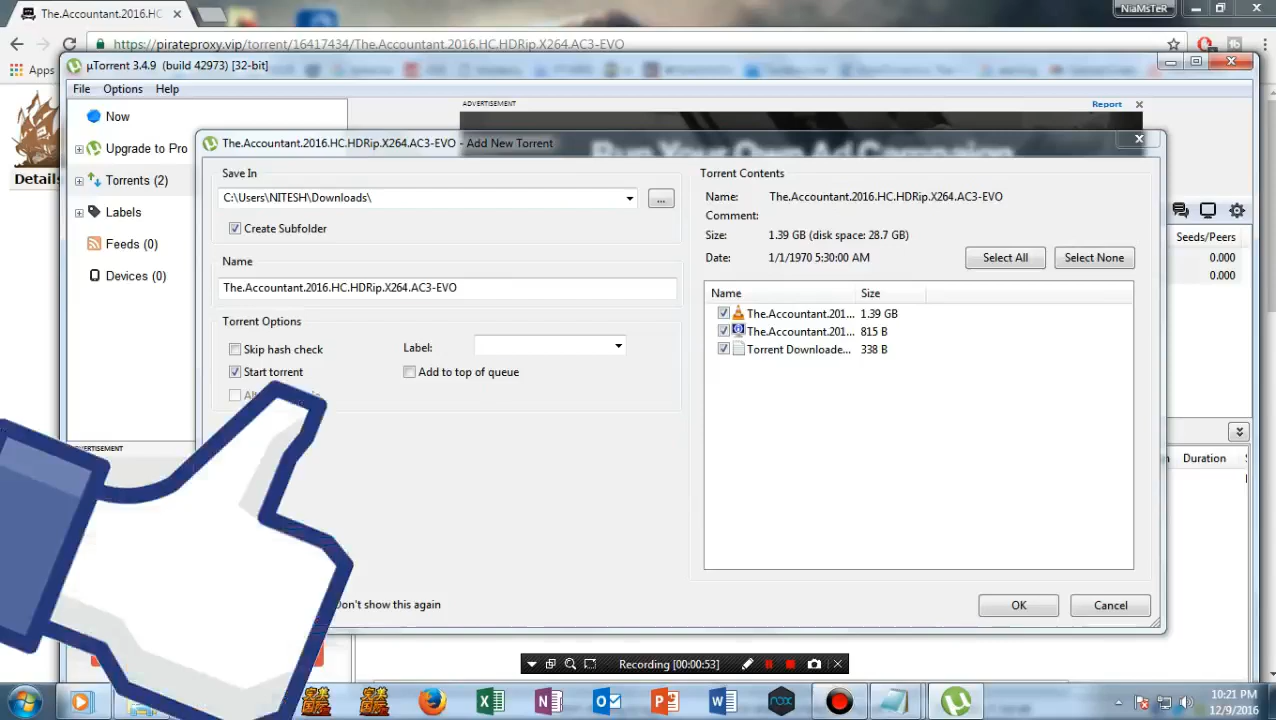 The.Accountant.2016.HC.
NiAMSTeR
https://pirateproxy.vip/torrent/16417434/The.Accountant.2016.HC.HDRip.X264.AC3-EVO
Apps
µTorrent 3.4.9 (build 42973) [32-bit]
File Options Help
ADVERTISEMENT
Report
Now
Upgrade to Pro
Torrents (2)
Labels
Feeds (0)
Devices (0)
Details
Run Your Own Ad Campaign
The.Accountant.2016.HC.HDRip.X264.AC3-EVO - Add New Torrent
Save In
C:\Users\NITESH\Downloads\
...
Create Subfolder
Name
The.Accountant.2016.HC.HDRip.X264.AC3-EVO
Torrent Options
Skip hash check
Label:
Start torrent
Add to top of queue
Don't show this again
Torrent Contents
Name: The.Accountant.2016.HC.HDRip.X264.AC3-EVO
Comment:
Size: 1.39 GB (disk space: 28.7 GB)
Date: 1/1/1970 5:30:00 AM
Select All
Select None
Name Size
The.Accountant.201... 1.39 GB
The.Accountant.201... 815 B
Torrent Downloade... 338 B
OK
Cancel
Seeds/Peers
0.000
0.000
Duration
ADVERTISEMENT
Recording [00:00:53]
nox
10:21 PM
12/9/2016